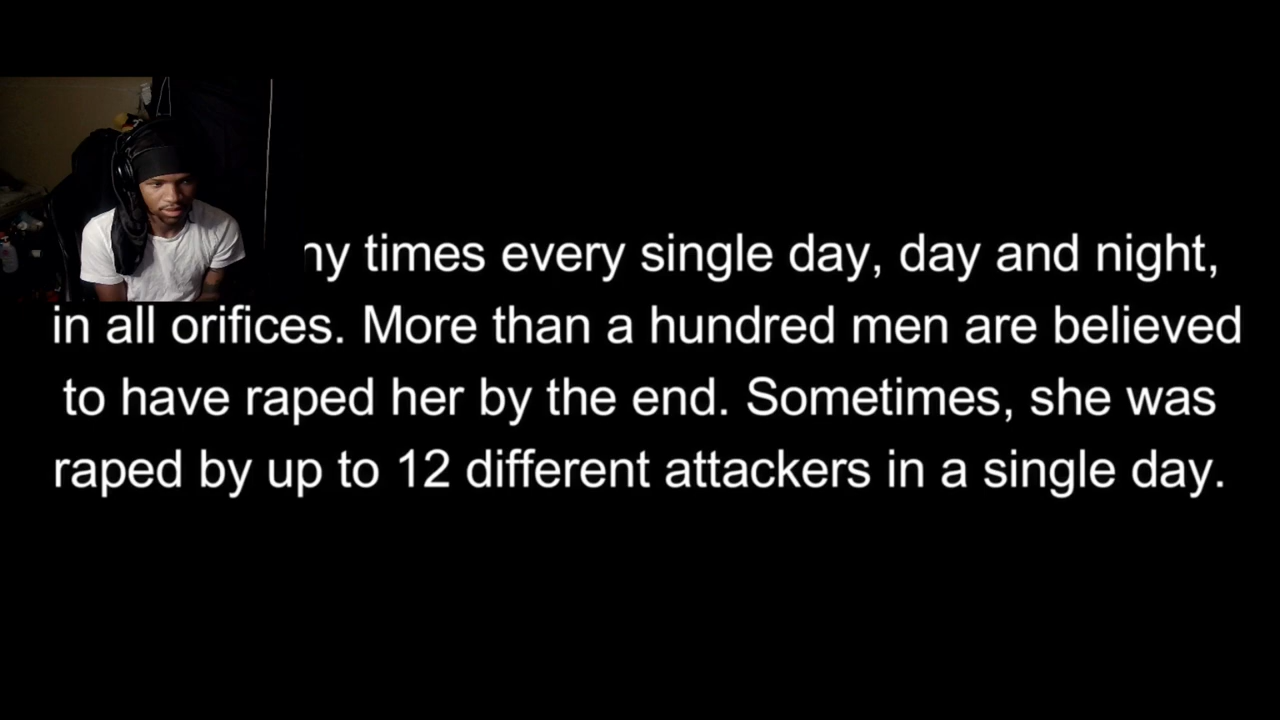 times every single day, day and night,
in all orifices. More than a hundred men are believed
to have raped her by the end. Sometimes, she was
raped by up to 12 different attackers in a single day.